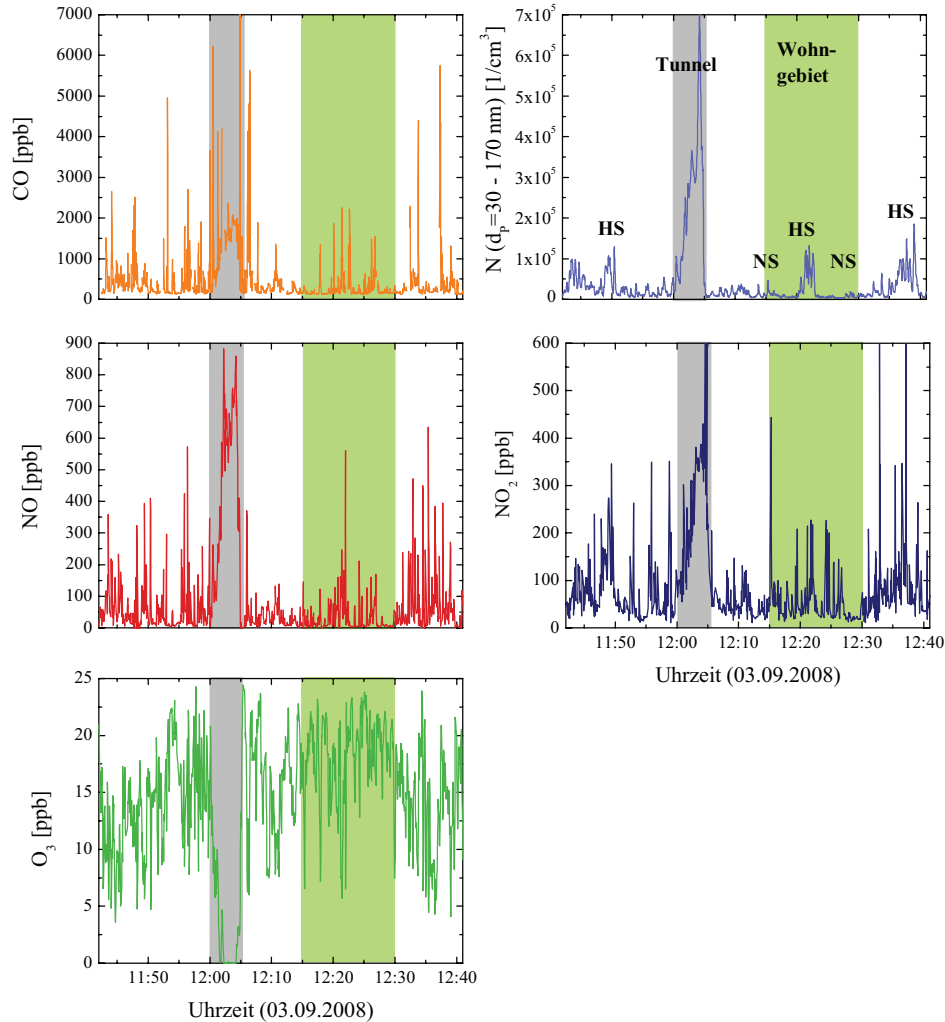 CO [ppb]
7000
6000
5000
4000
3000
2000
1000
0
N (dₚ=30 - 170 nm) [1/cm³]
7x10⁵
6x10⁵
5x10⁵
4x10⁵
3x10⁵
2x10⁵
1x10⁵
0
Tunnel
Wohn-
gebiet
HS
NS
HS
NS
HS
NO [ppb]
900
800
700
600
500
400
300
200
100
0
NO₂ [ppb]
600
500
400
300
200
100
0
11:50 12:00 12:10 12:20 12:30 12:40
Uhrzeit (03.09.2008)
O₃ [ppb]
25
20
15
10
5
0
11:50 12:00 12:10 12:20 12:30 12:40
Uhrzeit (03.09.2008)